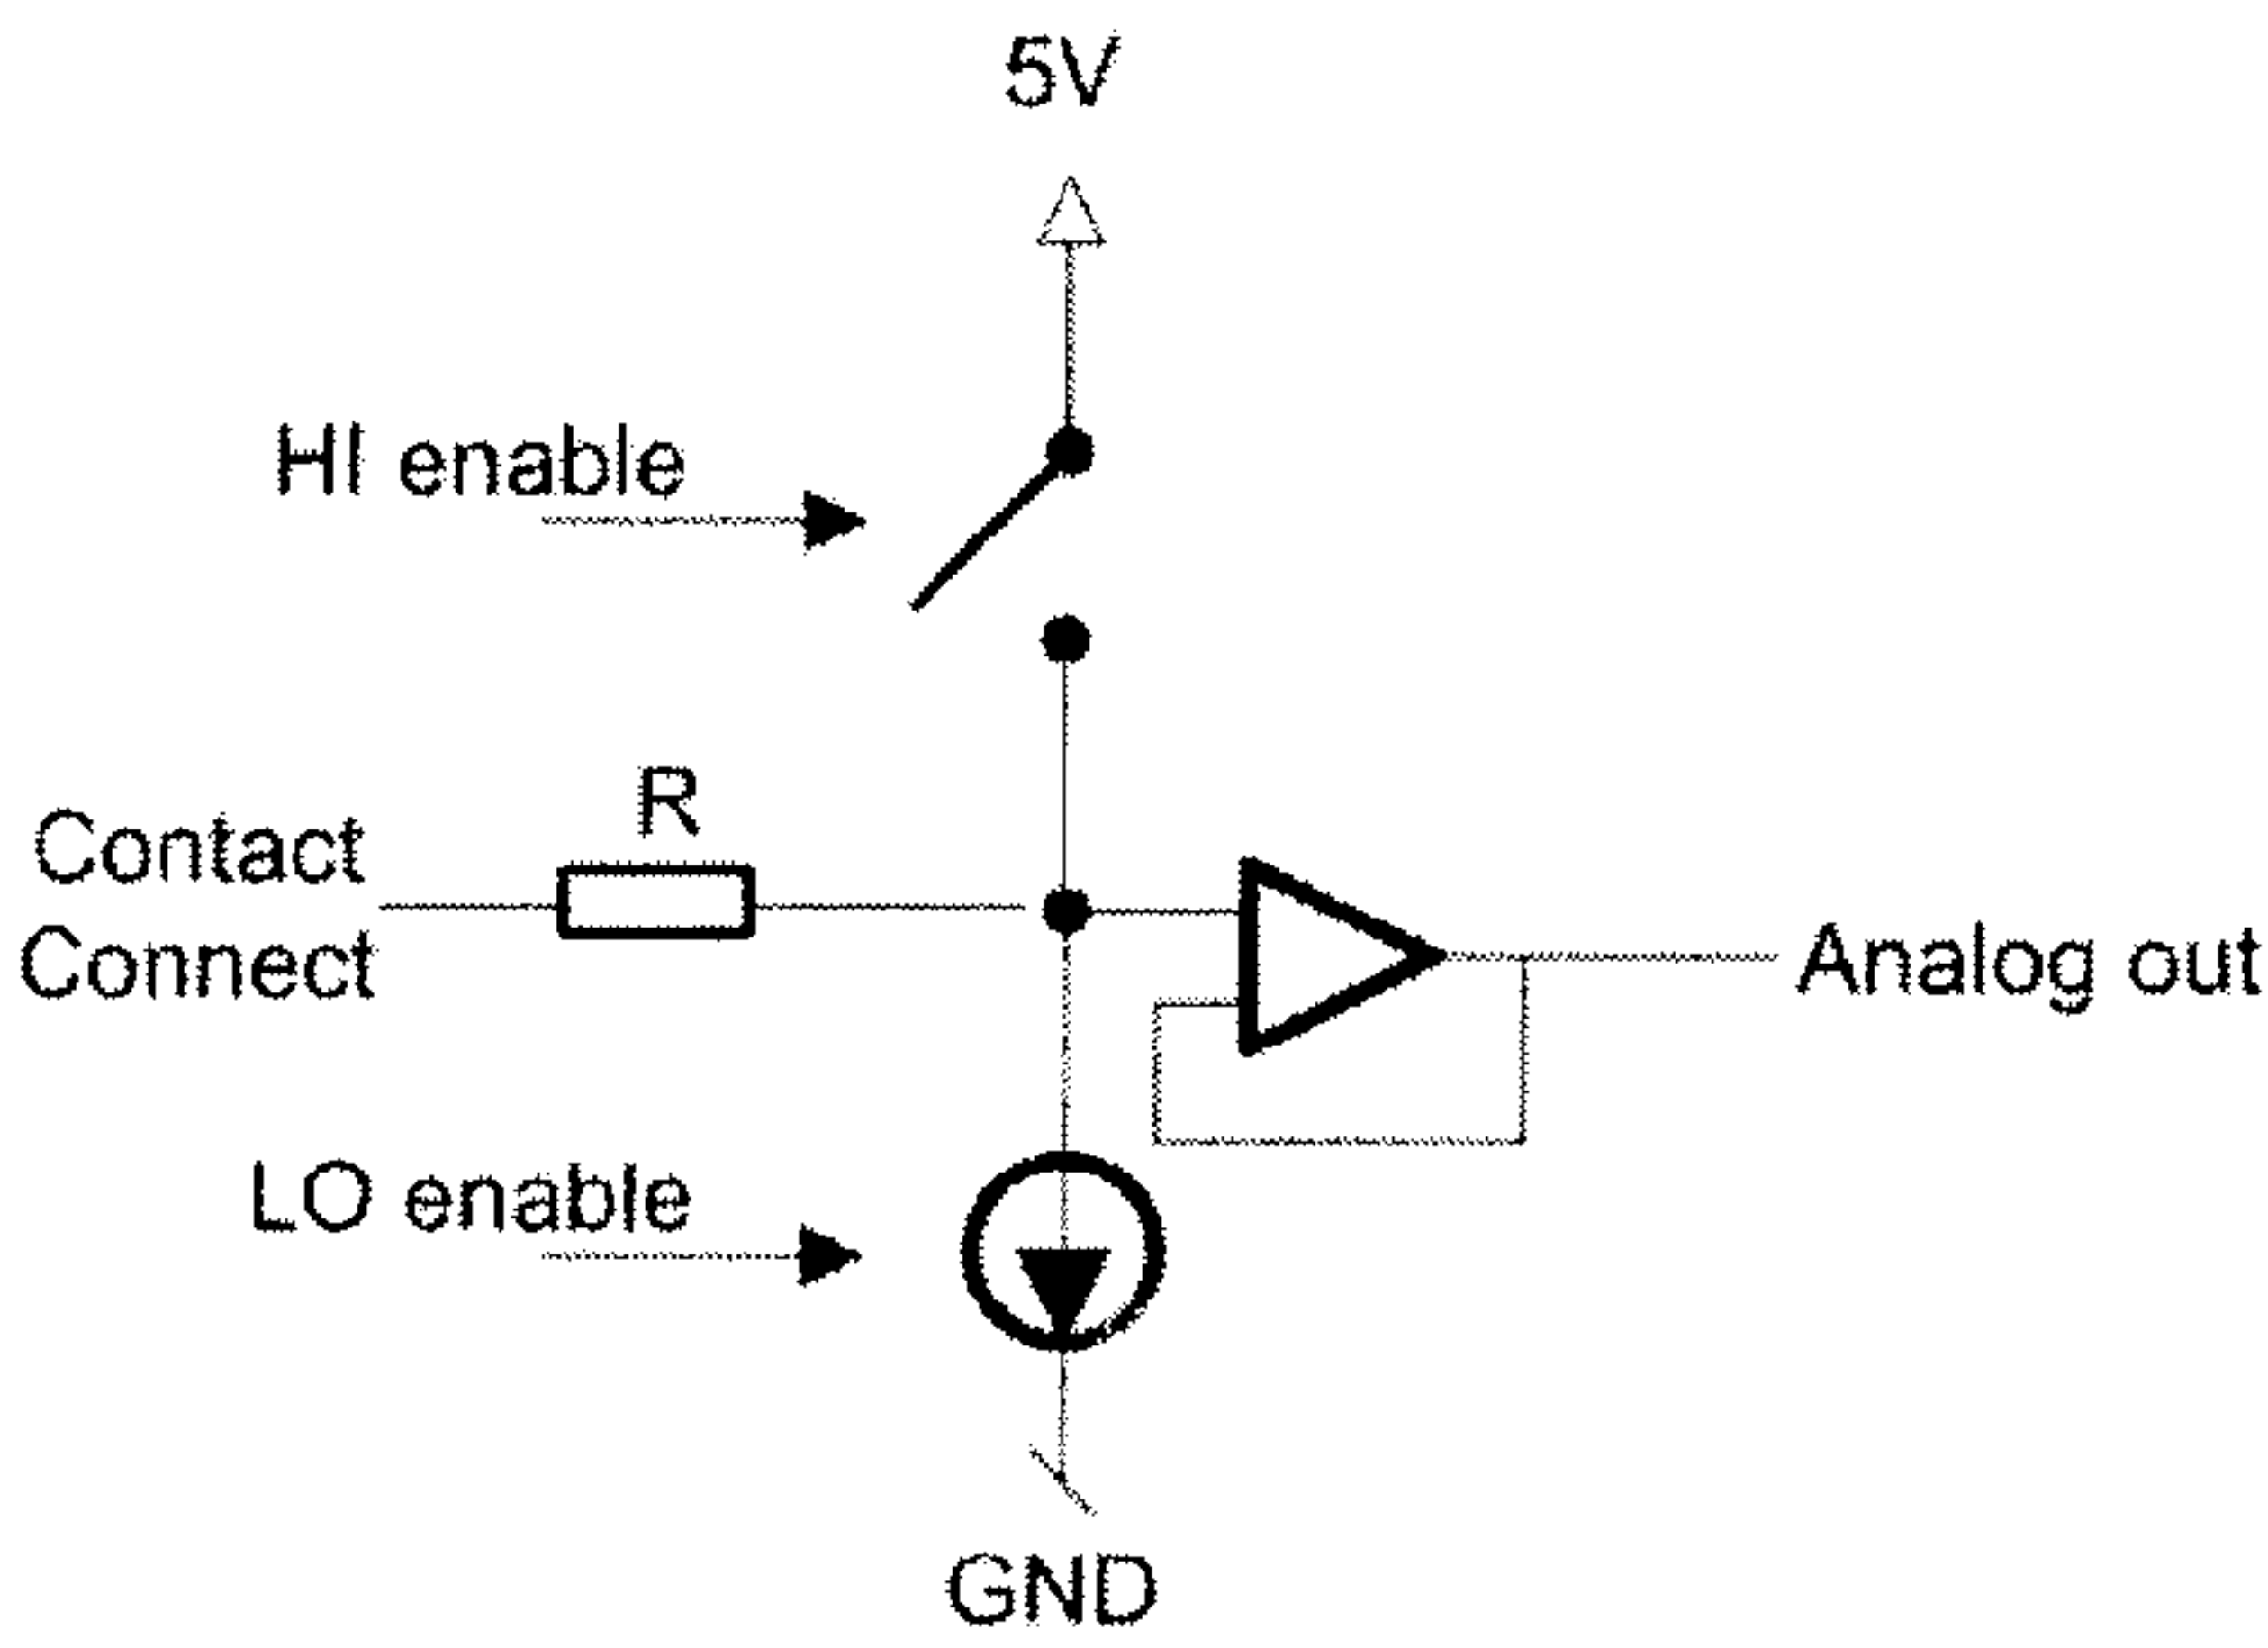 5V
HI enable
R
Contact
Connect
Analog out
LO enable
GND